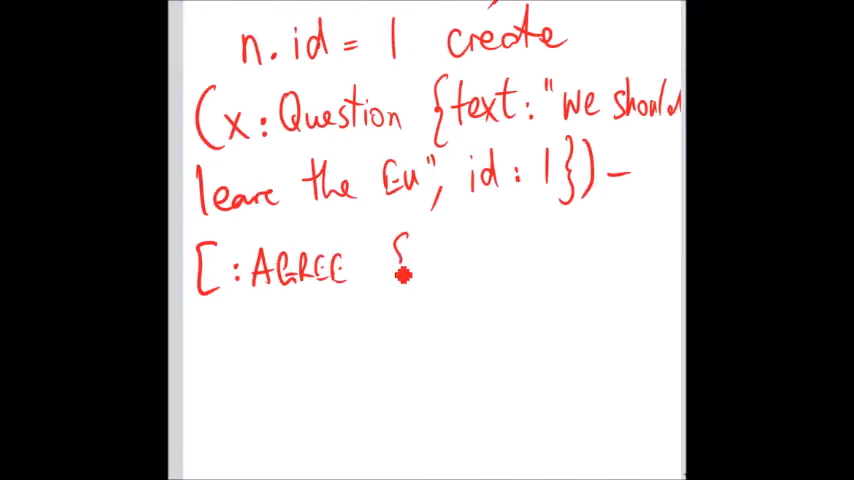 n.id = 1 create
(x:Question {text: "We should
leave the EU", id: 1})-
[:AGREE {